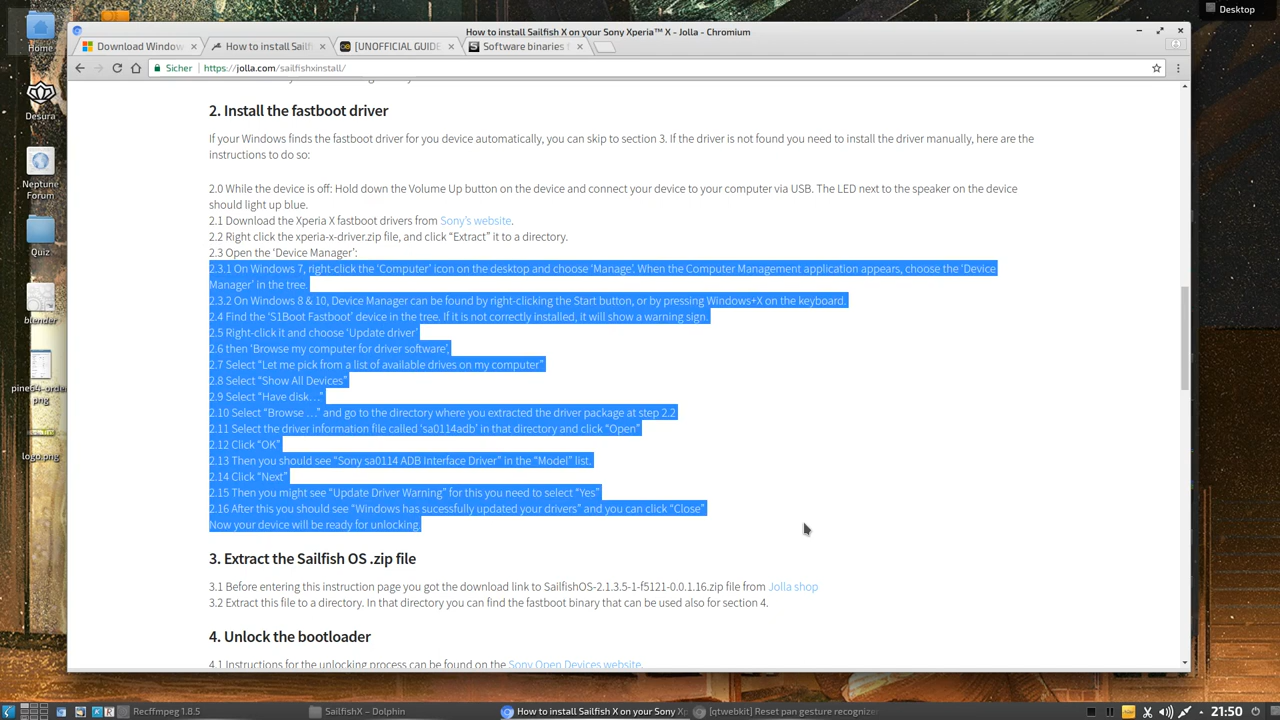 Desktop
How to install Sailfish X on your Sony Xperia™ X - Jolla - Chromium
Download Window
How to install Sailf
[UNOFFICIAL GUIDE
Software binaries f
Sicher
https://jolla.com/sailfishxinstall/
Home
Desura
Neptune
Forum
Quiz
blender
pine64-order
png
logo.png
2. Install the fastboot driver
If your Windows finds the fastboot driver for you device automatically, you can skip to section 3. If the driver is not found you need to install the driver manually, here are the
instructions to do so:
2.0 While the device is off: Hold down the Volume Up button on the device and connect your device to your computer via USB. The LED next to the speaker on the device
should light up blue.
2.1 Download the Xperia X fastboot drivers from Sony’s website.
2.2 Right click the xperia-x-driver.zip file, and click “Extract” it to a directory.
2.3 Open the ‘Device Manager’:
2.3.1 On Windows 7, right-click the ‘Computer’ icon on the desktop and choose ‘Manage’. When the Computer Management application appears, choose the ‘Device
Manager’ in the tree.
2.3.2 On Windows 8 & 10, Device Manager can be found by right-clicking the Start button, or by pressing Windows+X on the keyboard.
2.4 Find the ‘S1Boot Fastboot’ device in the tree. If it is not correctly installed, it will show a warning sign.
2.5 Right-click it and choose ‘Update driver’
2.6 then ‘Browse my computer for driver software’,
2.7 Select “Let me pick from a list of available drives on my computer”
2.8 Select “Show All Devices”
2.9 Select “Have disk…”
2.10 Select “Browse …” and go to the directory where you extracted the driver package at step 2.2
2.11 Select the driver information file called ‘sa0114adb’ in that directory and click “Open”
2.12 Click “OK”
2.13 Then you should see “Sony sa0114 ADB Interface Driver” in the “Model” list.
2.14 Click “Next”
2.15 Then you might see “Update Driver Warning” for this you need to select “Yes”
2.16 After this you should see “Windows has sucessfully updated your drivers” and you can click “Close”
Now your device will be ready for unlocking.
3. Extract the Sailfish OS .zip file
3.1 Before entering this instruction page you got the download link to SailfishOS-2.1.3.5-1-f5121-0.0.1.16.zip file from Jolla shop
3.2 Extract this file to a directory. In that directory you can find the fastboot binary that can be used also for section 4.
4. Unlock the bootloader
4.1 Instructions for the unlocking process can be found on the Sony Open Devices website.
Recffmpeg 1.8.5
SailfishX – Dolphin
How to install Sailfish X on your Sony Xp
[qtwebkit] Reset pan gesture recognizer
21:50